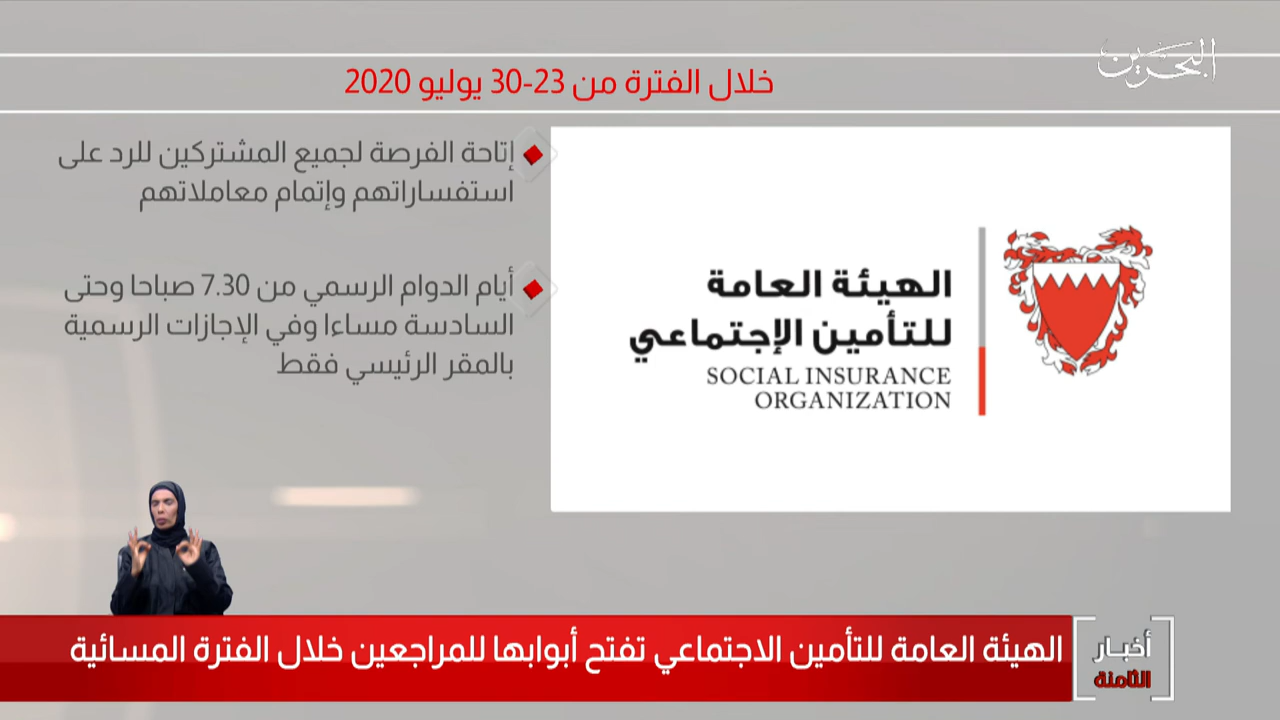 البحرين
خلال الفترة من 23-30 يوليو 2020
إتاحة الفرصة لجميع المشتركين للرد على
استفساراتهم وإتمام معاملاتهم
أيام الدوام الرسمي من 7.30 صباحا وحتى
السادسة مساءا وفي الإجازات الرسمية
بالمقر الرئيسي فقط
الهيئة العامة
للتأمين الإجتماعي
SOCIAL INSURANCE
ORGANIZATION
أخبار
الثامنة
الهيئة العامة للتأمين الاجتماعي تفتح أبوابها للمراجعين خلال الفترة المسائية